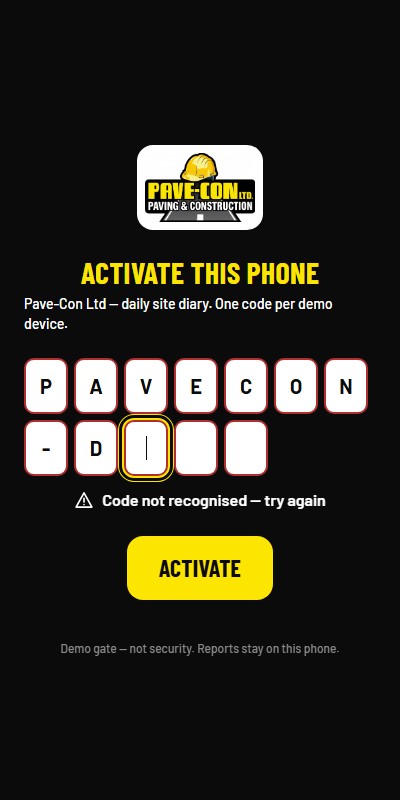 PAVE-CON LTD.
PAVING & CONSTRUCTION
ACTIVATE THIS PHONE
Pave-Con Ltd — daily site diary. One code per demo
device.
P A V E C O N
- D
Code not recognised — try again
ACTIVATE
Demo gate — not security. Reports stay on this phone.